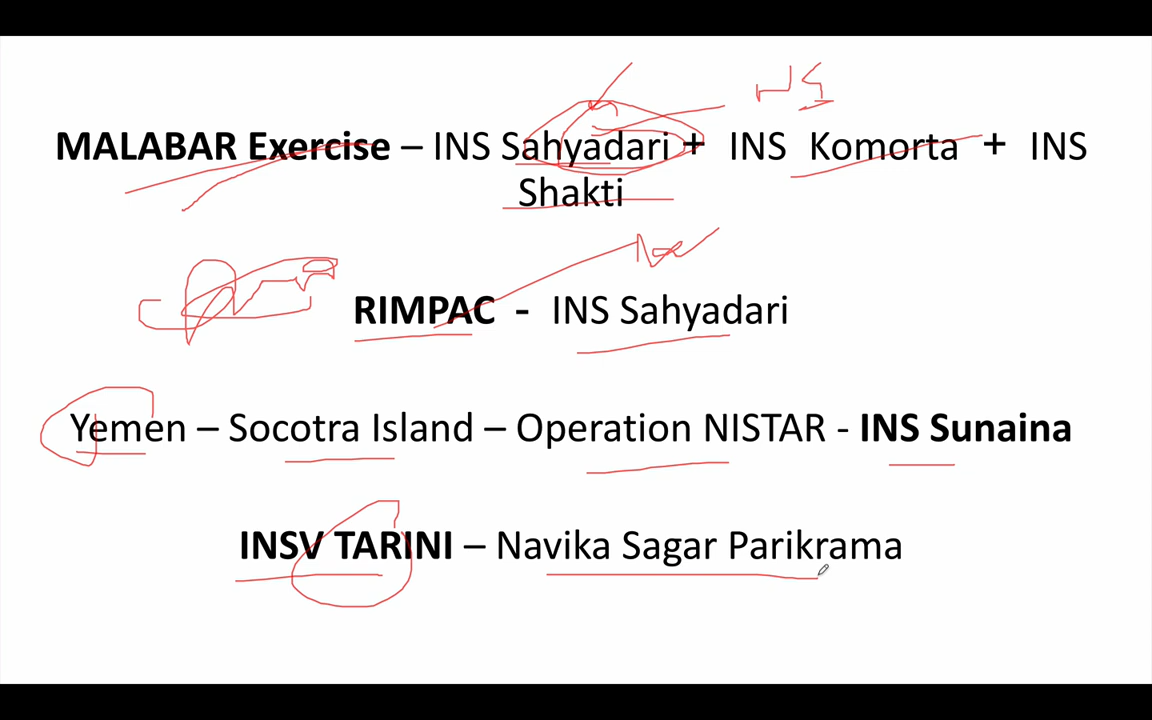 MALABAR Exercise – INS Sahyadari + INS Komorta + INS
Shakti
RIMPAC - INS Sahyadari
Yemen – Socotra Island – Operation NISTAR - INS Sunaina
INSV TARINI – Navika Sagar Parikrama